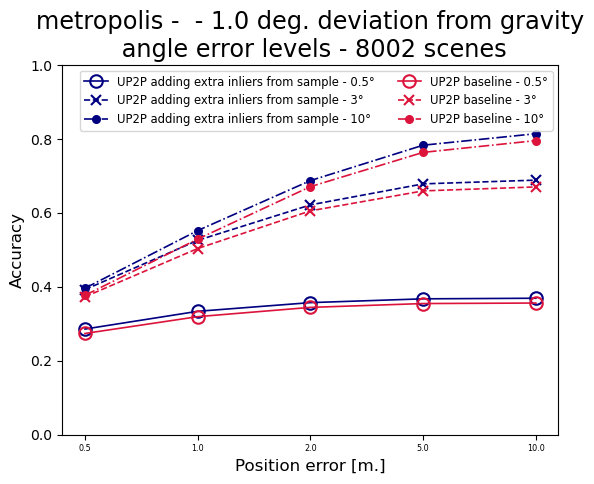 metropolis -  - 1.0 deg. deviation from gravity
angle error levels - 8002 scenes
UP2P adding extra inliers from sample - 0.5°
UP2P adding extra inliers from sample - 3°
UP2P adding extra inliers from sample - 10°
UP2P baseline - 0.5°
UP2P baseline - 3°
UP2P baseline - 10°
1.0
0.8
0.6
0.4
0.2
0.0
Accuracy
0.5 1.0 2.0 5.0 10.0
Position error [m.]